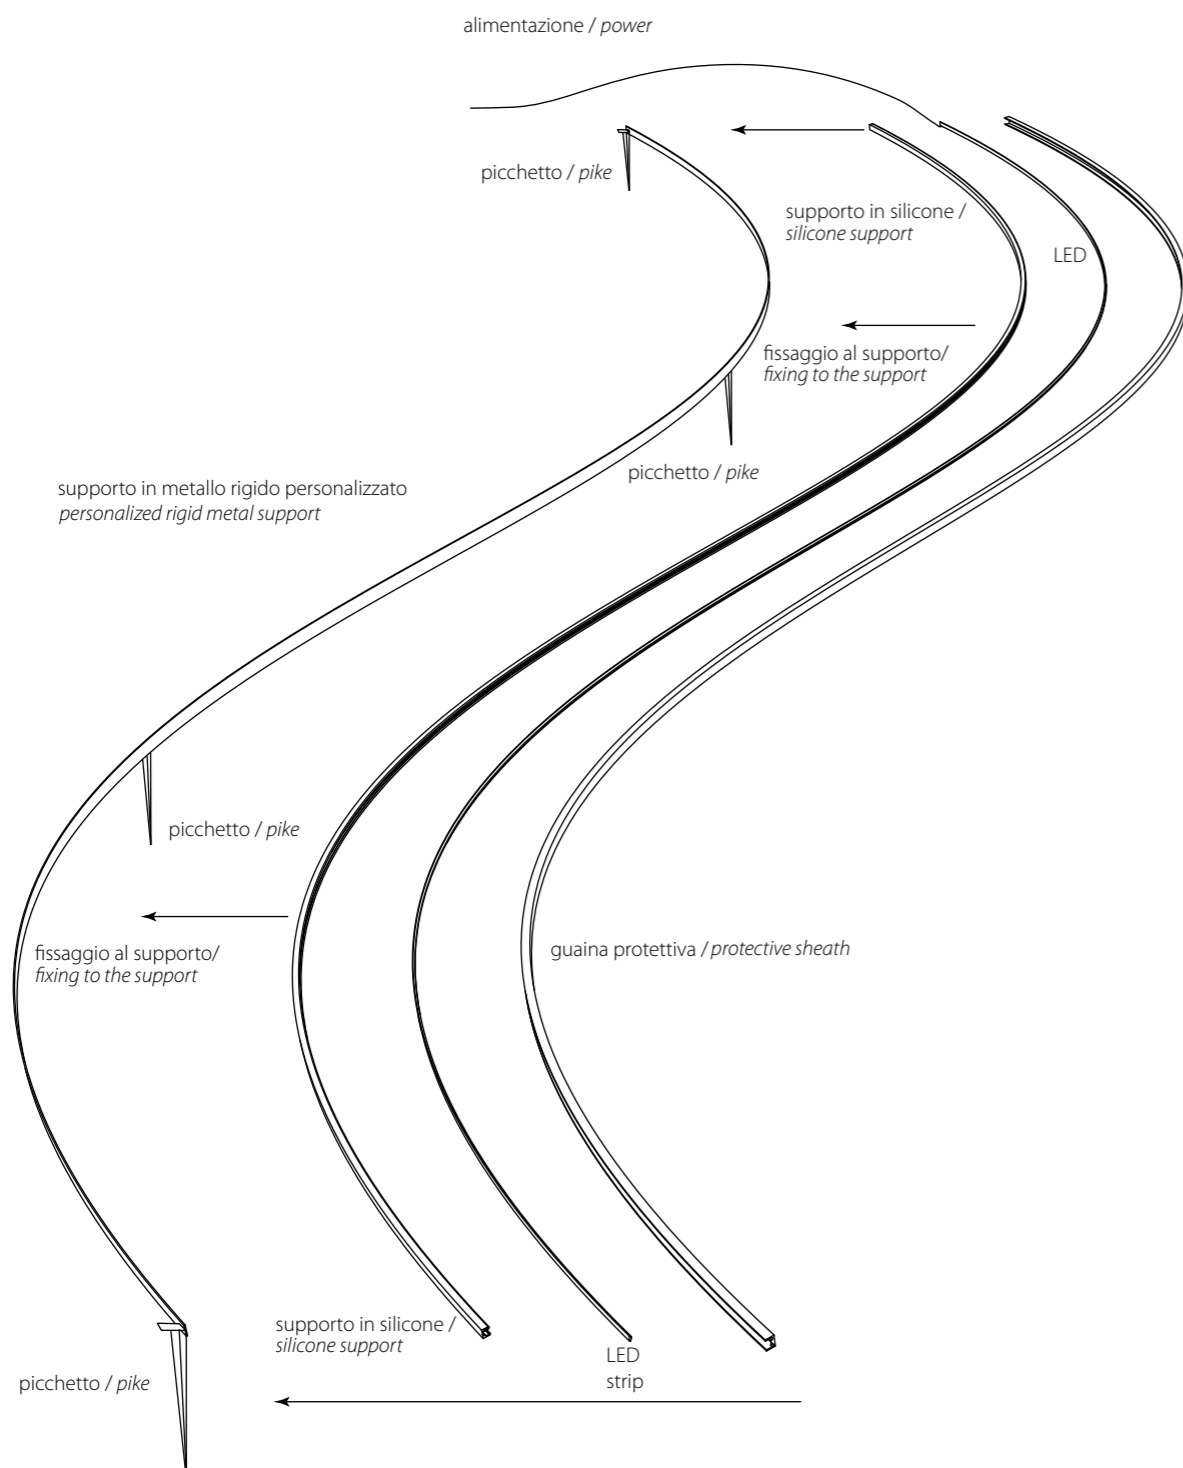 alimentazione / power
picchetto / pike
supporto in silicone /
silicone support
LED
fissaggio al supporto/
fixing to the support
picchetto / pike
supporto in metallo rigido personalizzato
personalized rigid metal support
picchetto / pike
fissaggio al supporto/
fixing to the support
guaina protettiva / protective sheath
supporto in silicone /
silicone support
LED
strip
picchetto / pike